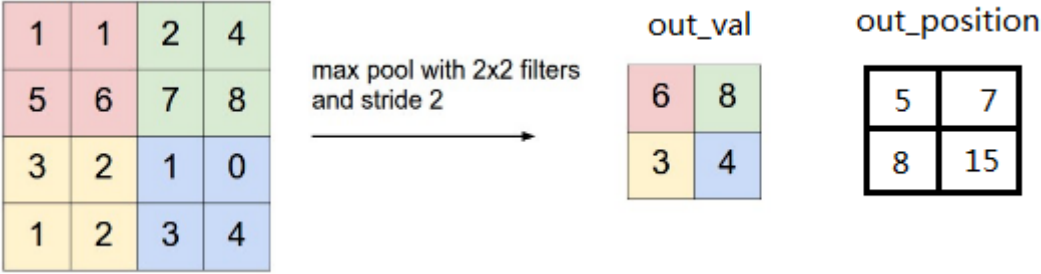 1 1 2 4
5 6 7 8
3 2 1 0
1 2 3 4
max pool with 2x2 filters
and stride 2
out_val
6 8
3 4
out_position
5 7
8 15